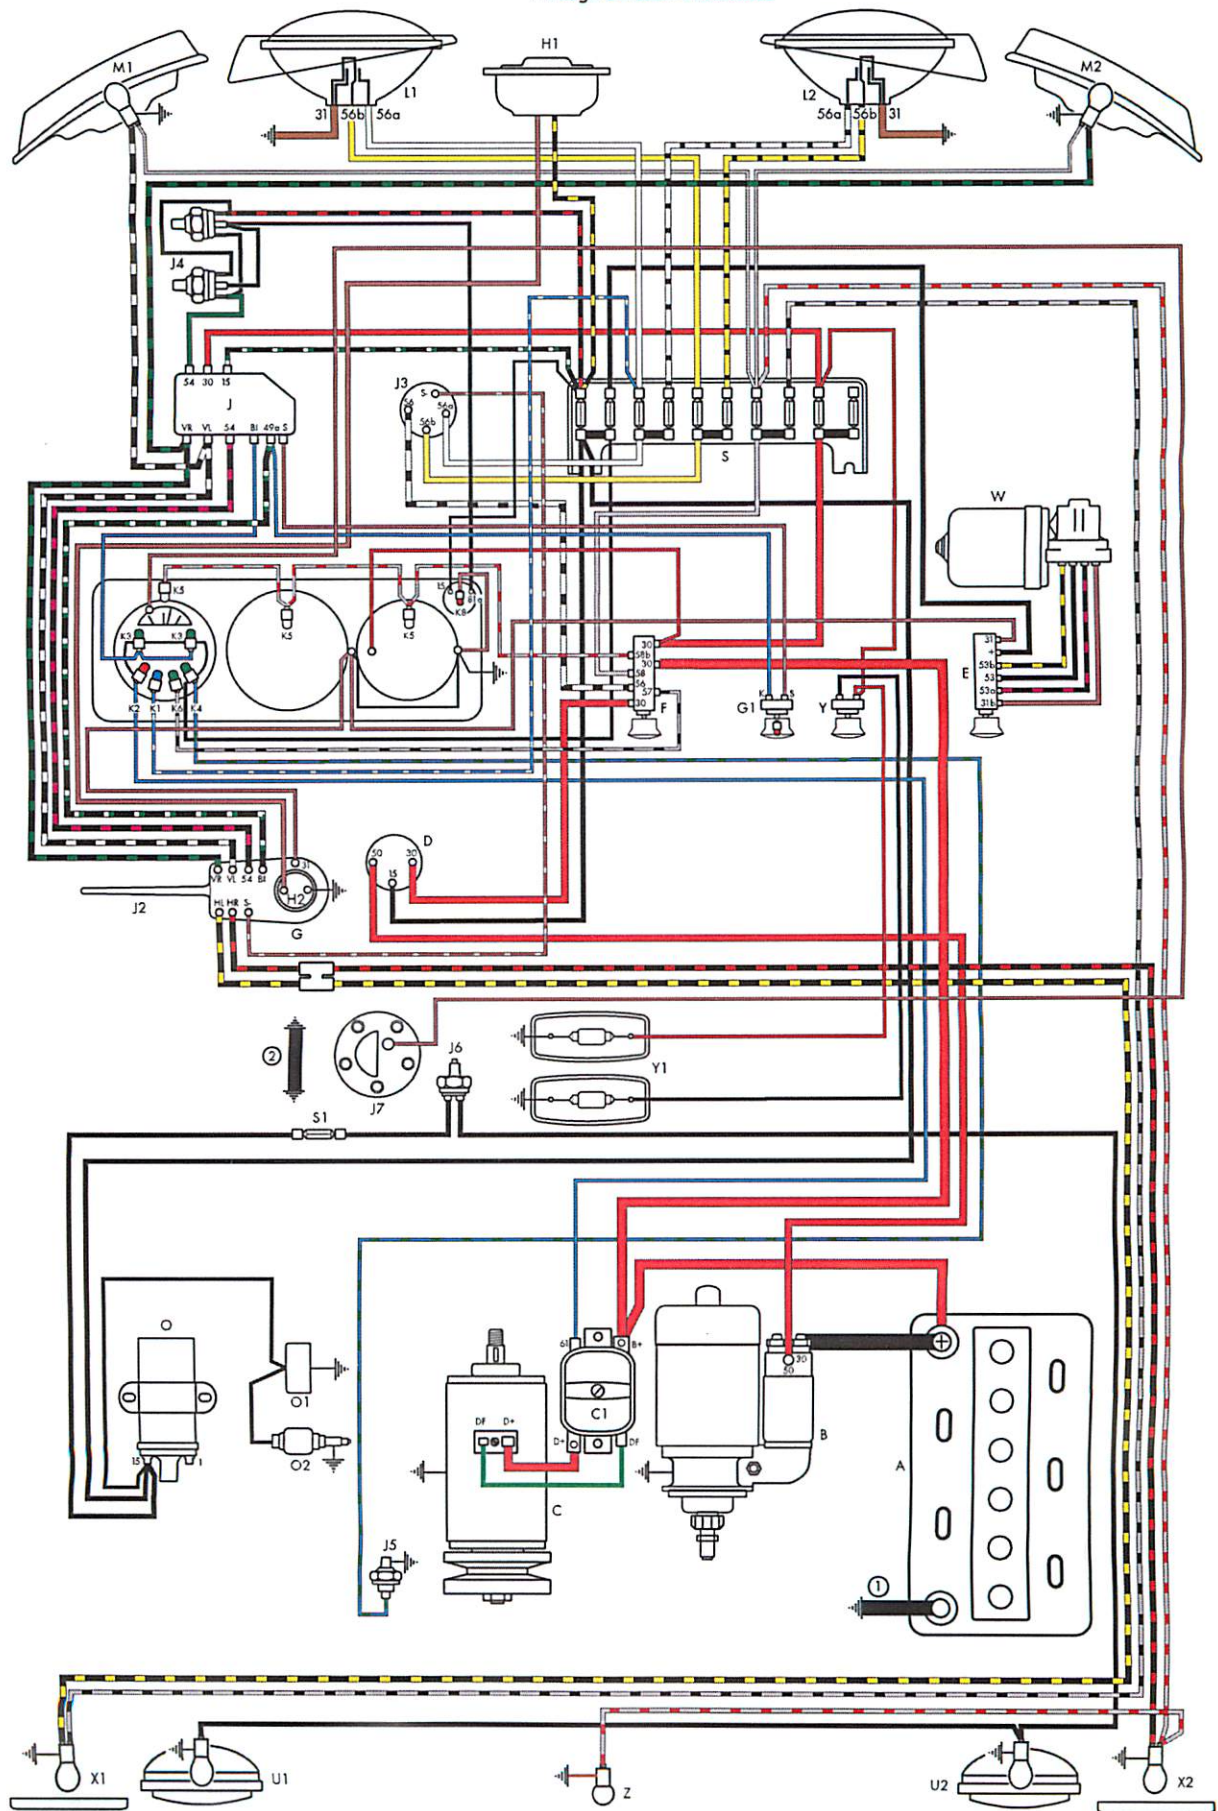 M1
L1
H1
L2
M2
31 56b 56a
56a 56b 31
J4
54 30 15
J
VR VL 54 BI 49a S
J3
S-
56 56a
56b
S
W
K5
K5
K5
15
K8
K3 K3
K2 K1 K6 K4
30
58b
30
58
56
57
30
F
K S
G1
Y
31
+
53b
53
53a
31b
E
D
50 30
15
J2
VR VL 54 BI
31
HL HR S-
H2
G
2
J7
J6
S1
Y1
O
O1
O2
15 1
61 B+
C1
D+ DF
DF D+
C
J5
50 30
B
A
1
X1
U1
Z
U2
X2